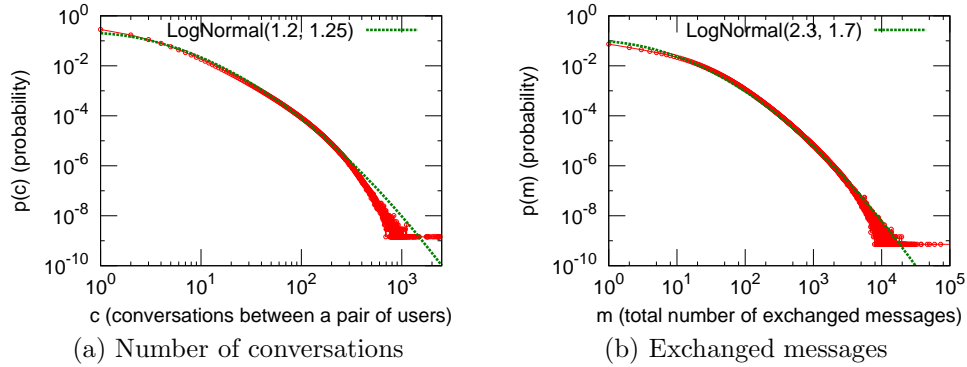 p(c) (probability)
10^0
10^-2
10^-4
10^-6
10^-8
10^-10
LogNormal(1.2, 1.25)
10^0 10^1 10^2 10^3
c (conversations between a pair of users)
(a) Number of conversations
p(m) (probability)
10^0
10^-2
10^-4
10^-6
10^-8
10^-10
LogNormal(2.3, 1.7)
10^0 10^1 10^2 10^3 10^4 10^5
m (total number of exchanged messages)
(b) Exchanged messages